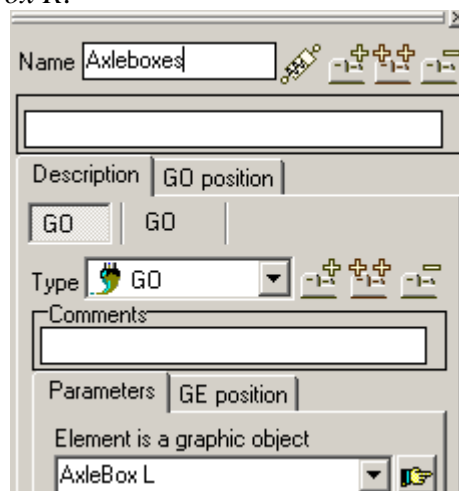 ox R.
Name Axleboxes
Description GO position
GO GO
Type GO
Comments
Parameters GE position
Element is a graphic object
AxleBox L